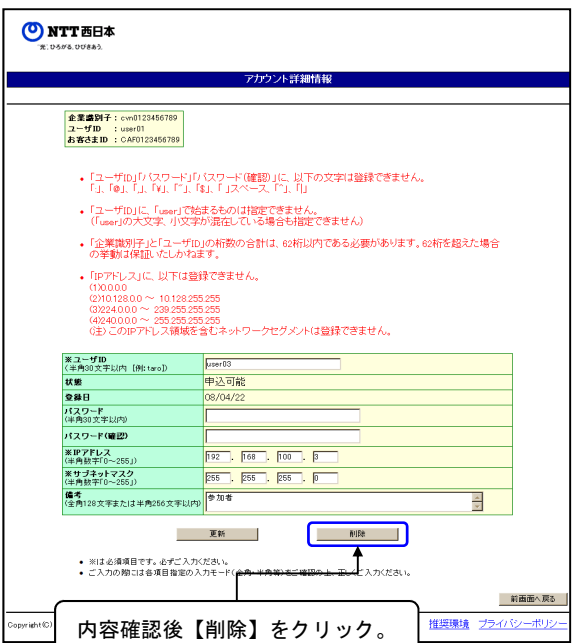 NTT西日本
光、ひろがる、ひびきあう。
アカウント詳細情報
企業識別子：cvn0123456789
ユーザID ：user01
お客さまID ：CAF0123456789
・「ユーザID」「パスワード」「パスワード(確認)」に、以下の文字は登録できません。
・「ユーザID」に、「user」で始まるものは指定できません。
(「user」の大文字、小文字が混在している場合も指定できません)
・「企業識別子」と「ユーザID」の桁数の合計は、62桁以内である必要があります。62桁を超えた場合
の挙動は保証いたしかねます。
・「IPアドレス」に、以下は登録できません。
(1)0.0.0.0
(2)10.128.0.0 ～ 10.128.255.255
(3)224.0.0.0 ～ 239.255.255.255
(4)240.0.0.0 ～ 255.255.255.255
(注)このIPアドレス領域を含むネットワークセグメントは登録できません。
※ユーザID
(半角30文字以内 [例:taro]) user03
状態 申込可能
登録日 08/04/22
パスワード
(半角30文字以内)
パスワード(確認)
※IPアドレス
(半角数字「0～255」) 192 . 168 . 100 . 3
※サブネットマスク
(半角数字「0～255」) 255 . 255 . 255 . 0
備考
(全角128文字または半角256文字以内) 参加者
更新 削除
・ ※は必須項目です。必ずご入力ください。
・ ご入力の際には各項目指定の入力モード(全角・半角等)をご確認の上、正しくご入力ください。
前画面へ戻る
Copyright(C) 推奨環境 プライバシーポリシー
内容確認後【削除】をクリック。